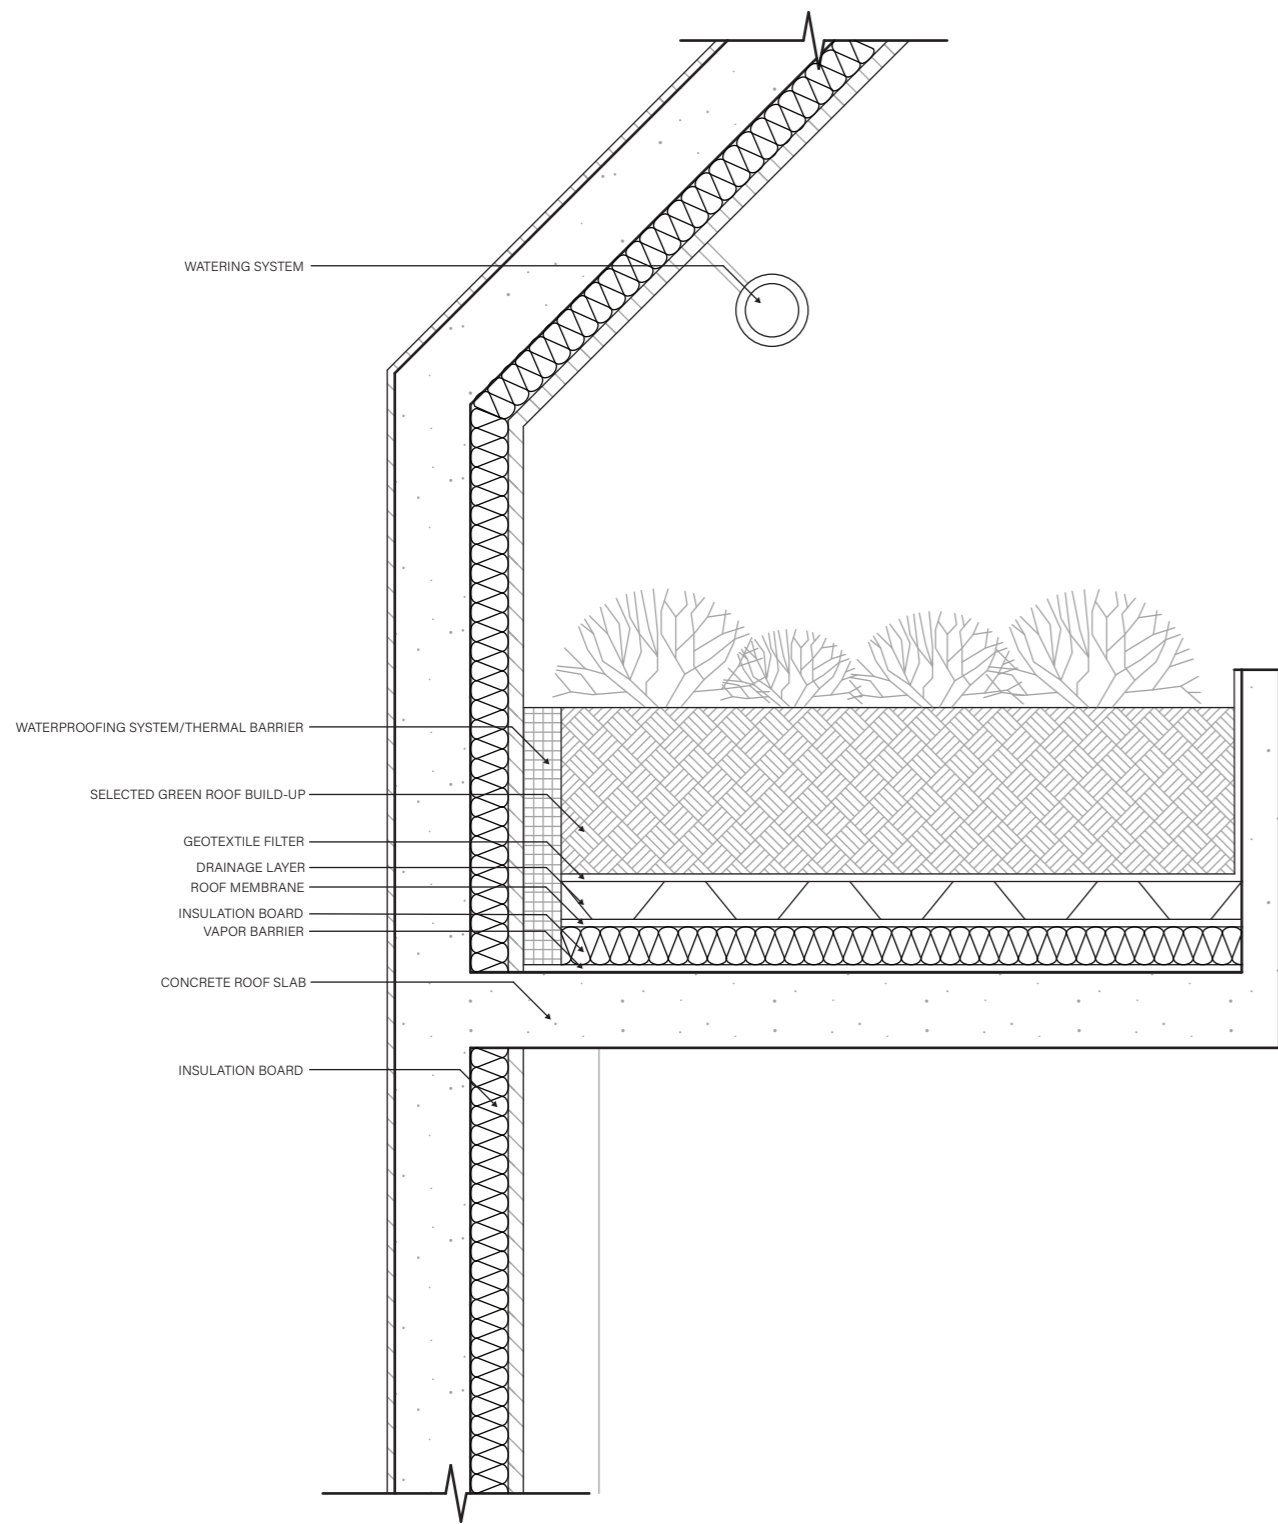 WATERING SYSTEM
WATERPROOFING SYSTEM/THERMAL BARRIER
SELECTED GREEN ROOF BUILD-UP
GEOTEXTILE FILTER
DRAINAGE LAYER
ROOF MEMBRANE
INSULATION BOARD
VAPOR BARRIER
CONCRETE ROOF SLAB
INSULATION BOARD